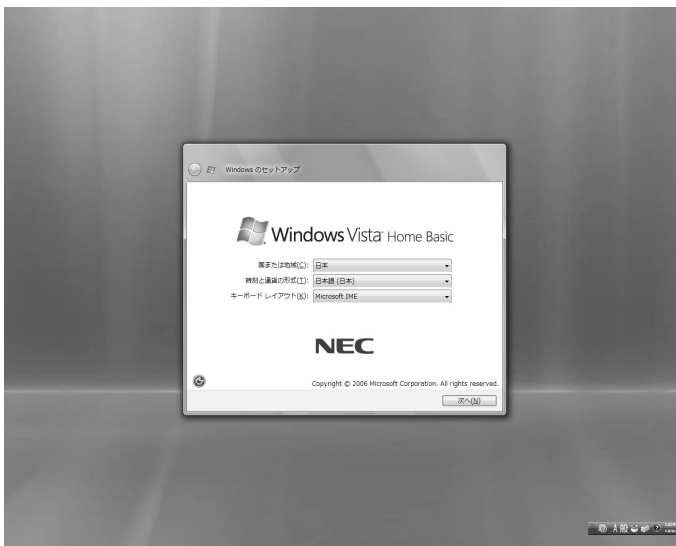 Windows のセットアップ
Windows Vista™ Home Basic
国または地域(C): 日本
時刻と通貨の形式(T): 日本語 (日本)
キーボード レイアウト(K): Microsoft IME
NEC
Copyright © 2006 Microsoft Corporation. All rights reserved.
次へ(N)
A 般